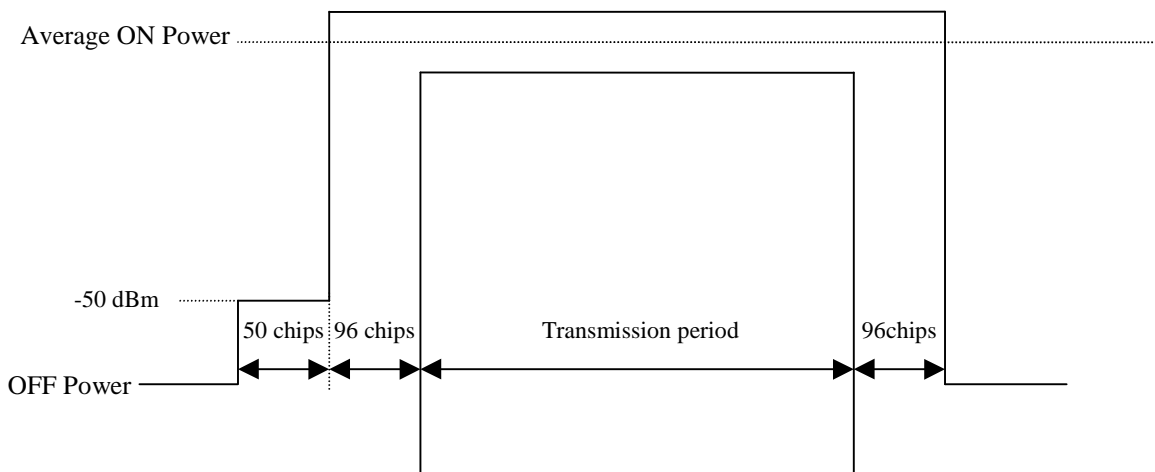 Average ON Power
-50 dBm
50 chips
96 chips
Transmission period
96chips
OFF Power